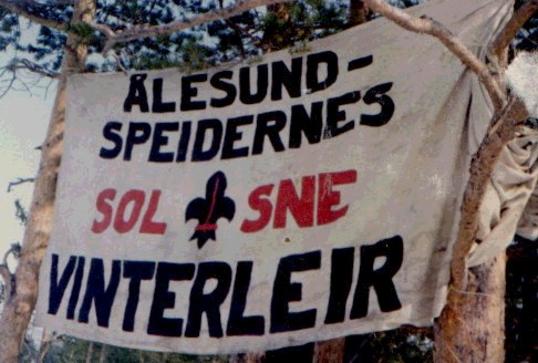 ÅLESUND-
SPEIDERNES
SOL SNE
VINTERLEIR